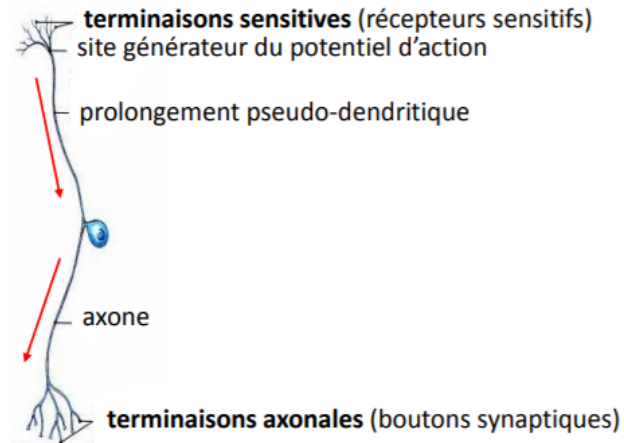 terminaisons sensitives (récepteurs sensitifs)
site générateur du potentiel d’action
prolongement pseudo-dendritique
axone
terminaisons axonales (boutons synaptiques)